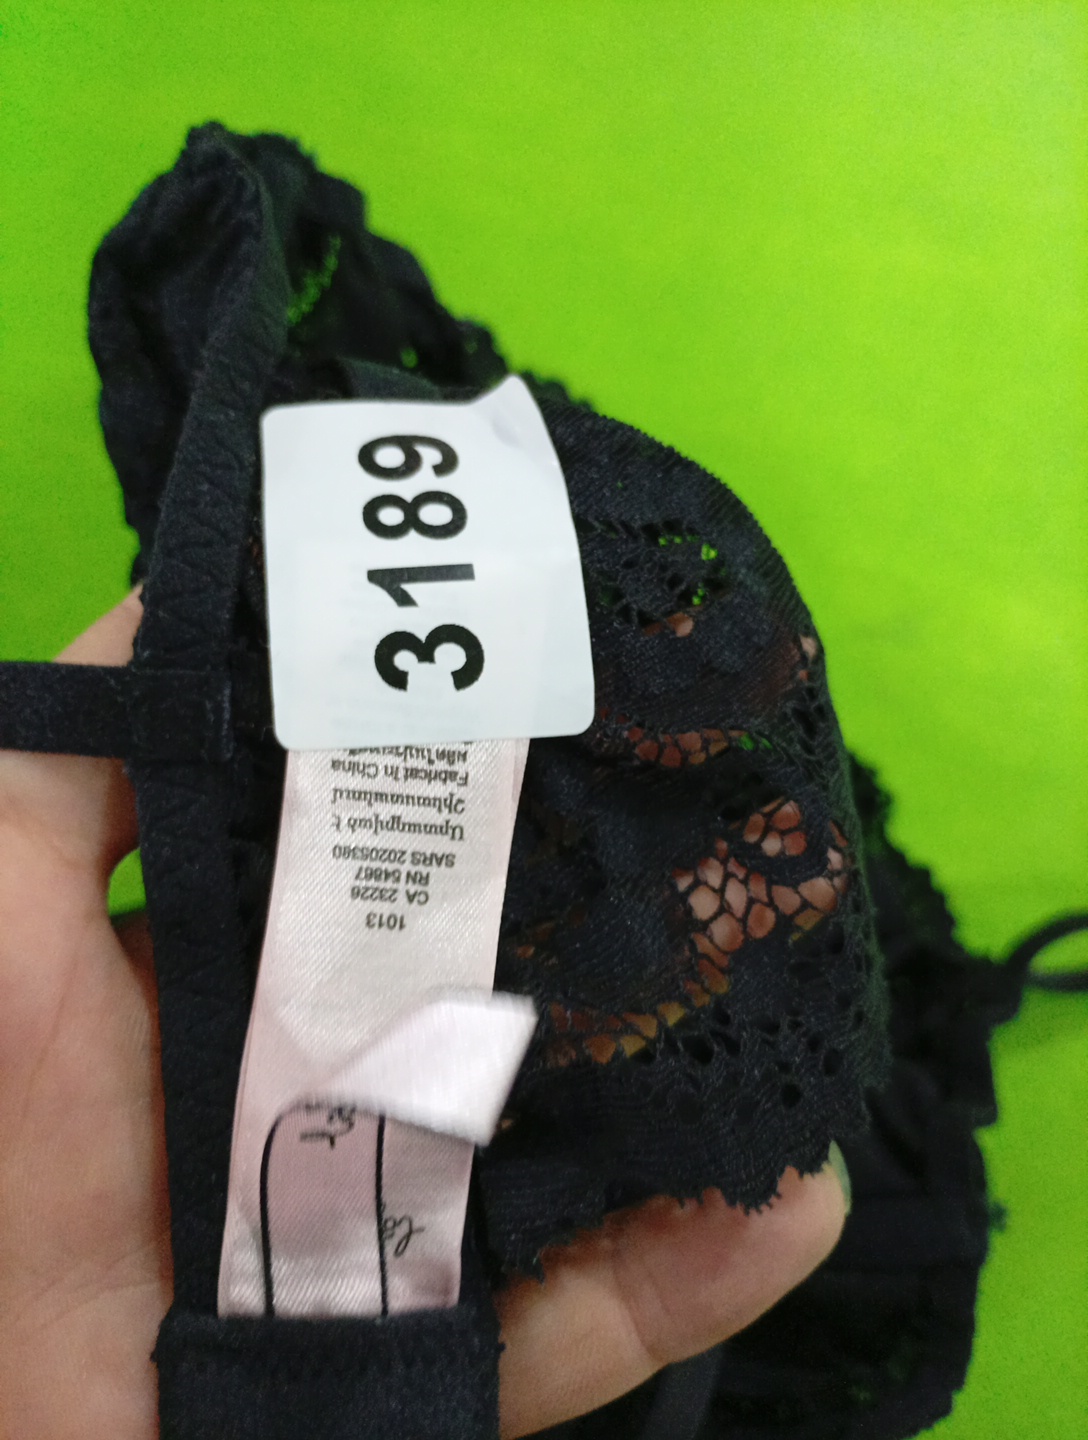 3189
1013
CA 23226
RN 54867
SARS 20205380
Արտադրված է
Չինաստանում
Fabricat în China